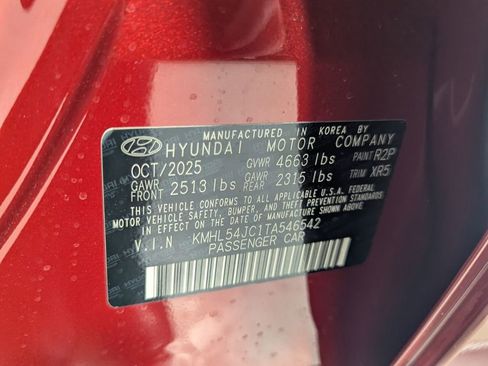 MANUFACTURED IN KOREA BY
HYUNDAI MOTOR COMPANY
OCT/2025 GVWR 4663 lbs PAINT R2P
GAWR FRONT 2513 lbs GAWR REAR 2315 lbs TRIM XR5
THIS VEHICLE CONFORMS TO ALL APPLICABLE U.S.A. FEDERAL
MOTOR VEHICLE SAFETY, BUMPER, AND THEFT PREVENTION STANDARDS
IN EFFECT ON THE DATE OF MANUFACTURE SHOWN ABOVE.
V.I.N KMHL54JC1TA546542
PASSENGER CAR